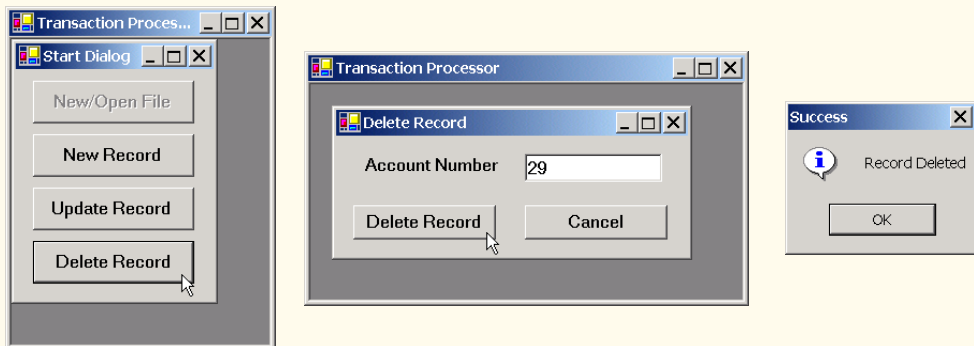 Transaction Proces...
Start Dialog
New/Open File
New Record
Update Record
Delete Record
Transaction Processor
Delete Record
Account Number 29
Delete Record Cancel
Success
Record Deleted
OK